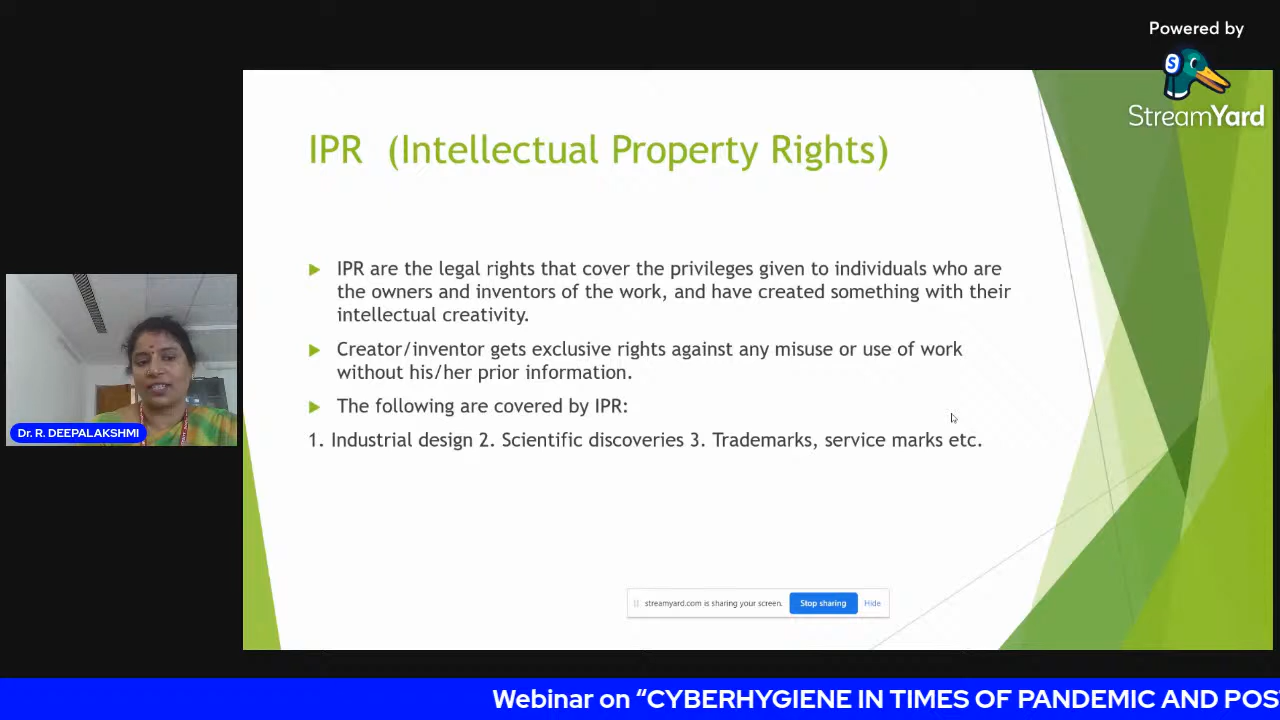 Powered by
S
StreamYard
IPR (Intellectual Property Rights)
IPR are the legal rights that cover the privileges given to individuals who are
the owners and inventors of the work, and have created something with their
intellectual creativity.
Creator/inventor gets exclusive rights against any misuse or use of work
without his/her prior information.
The following are covered by IPR:
1. Industrial design 2. Scientific discoveries 3. Trademarks, service marks etc.
Dr. R. DEEPALAKSHMI
streamyard.com is sharing your screen. Stop sharing Hide
Webinar on “CYBERHYGIENE IN TIMES OF PANDEMIC AND POS